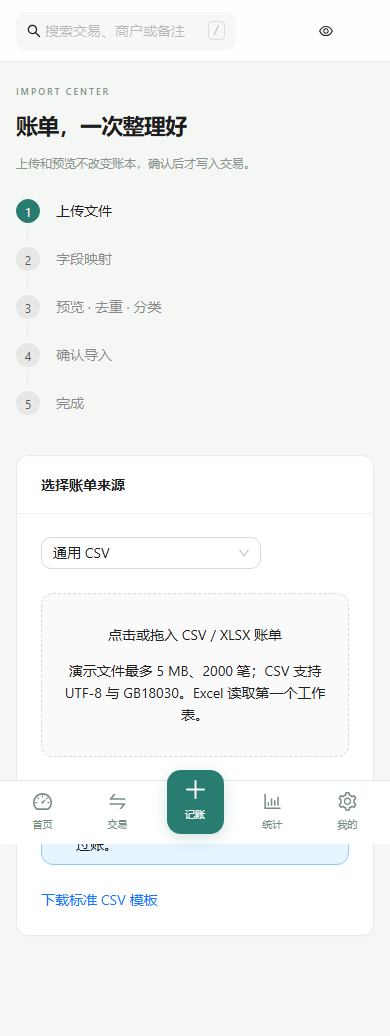 搜索交易、商户或备注 /
IMPORT CENTER
账单，一次整理好
上传和预览不改变账本，确认后才写入交易。
1 上传文件
2 字段映射
3 预览 · 去重 · 分类
4 确认导入
5 完成
选择账单来源
通用 CSV
点击或拖入 CSV / XLSX 账单
演示文件最多 5 MB、2000 笔；CSV 支持
UTF-8 与 GB18030。Excel 读取第一个工作
表。
首页 交易 记账 统计 我的
过账。
下载标准 CSV 模板